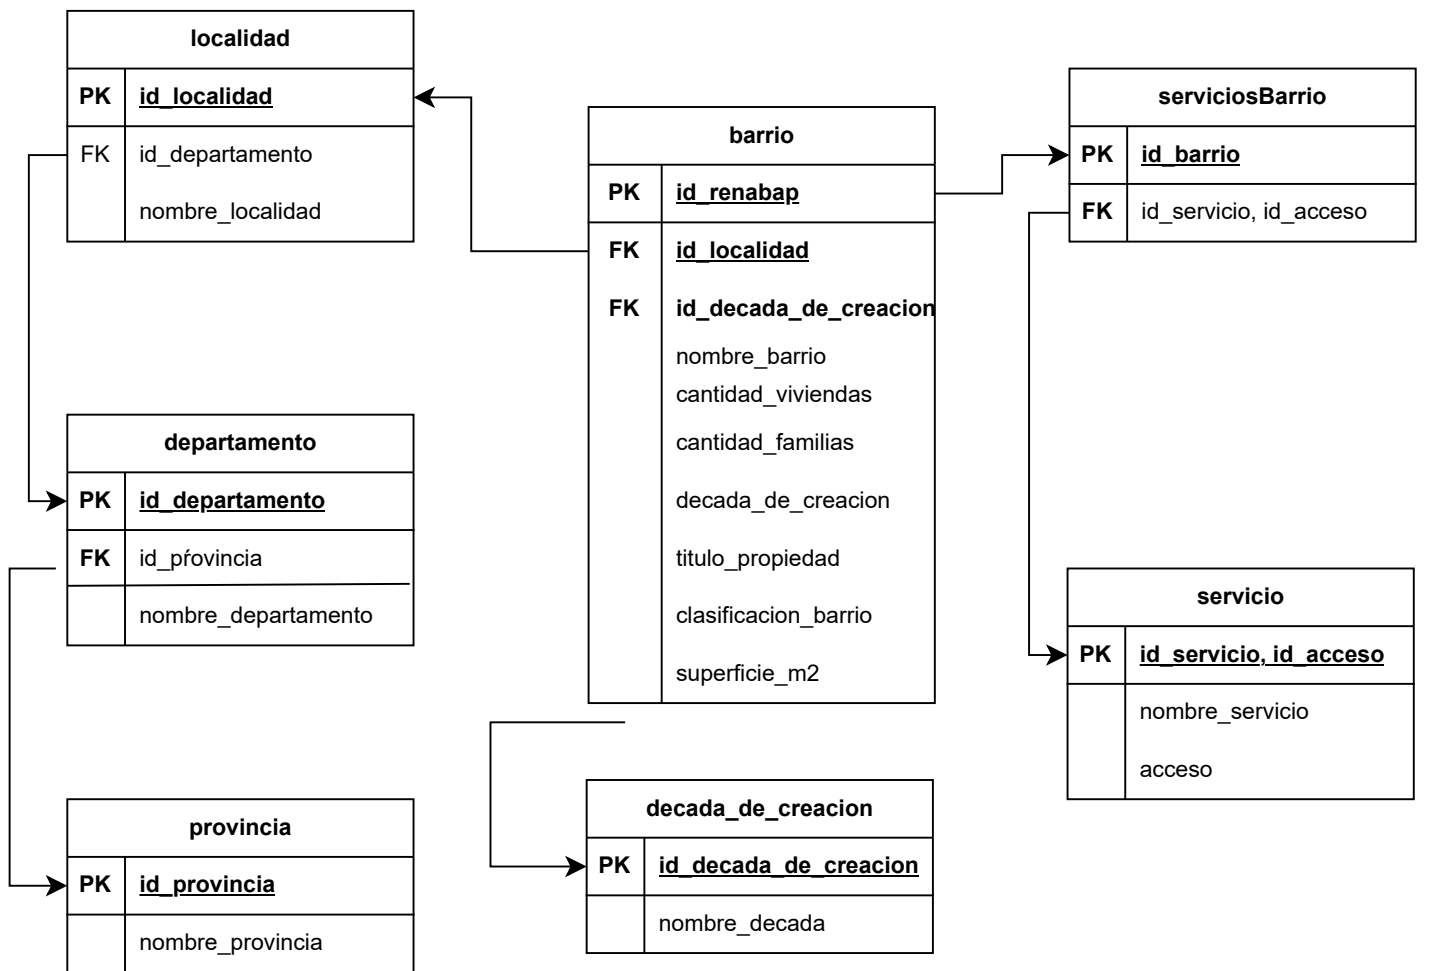 localidad
PK id_localidad
FK id_departamento
nombre_localidad
barrio
PK id_renabap
FK id_localidad
FK id_decada_de_creacion
nombre_barrio
cantidad_viviendas
cantidad_familias
decada_de_creacion
titulo_propiedad
clasificacion_barrio
superficie_m2
serviciosBarrio
PK id_barrio
FK id_servicio, id_acceso
departamento
PK id_departamento
FK id_pŕovincia
nombre_departamento
servicio
PK id_servicio, id_acceso
nombre_servicio
acceso
provincia
PK id_provincia
nombre_provincia
decada_de_creacion
PK id_decada_de_creacion
nombre_decada